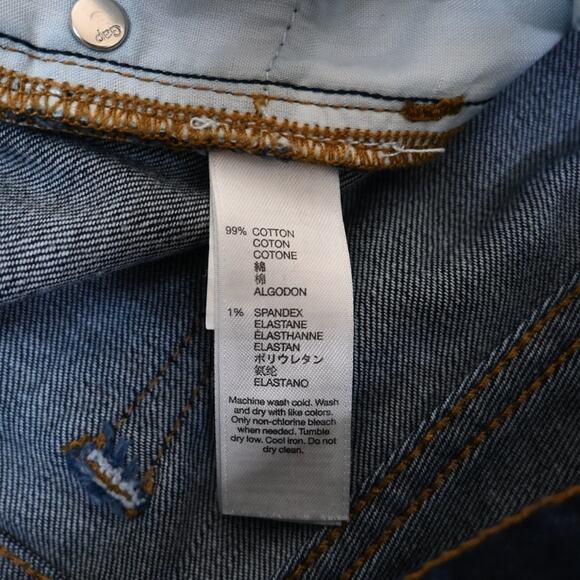 Gap
99% COTTON
COTON
COTONE
綿
棉
ALGODON
1% SPANDEX
ELASTANE
ÉLASTHANNE
ELASTAN
ポリウレタン
氨纶
ELASTANO
Machine wash cold. Wash
and dry with like colors.
Only non-chlorine bleach
when needed. Tumble
dry low. Cool iron. Do not
dry clean.